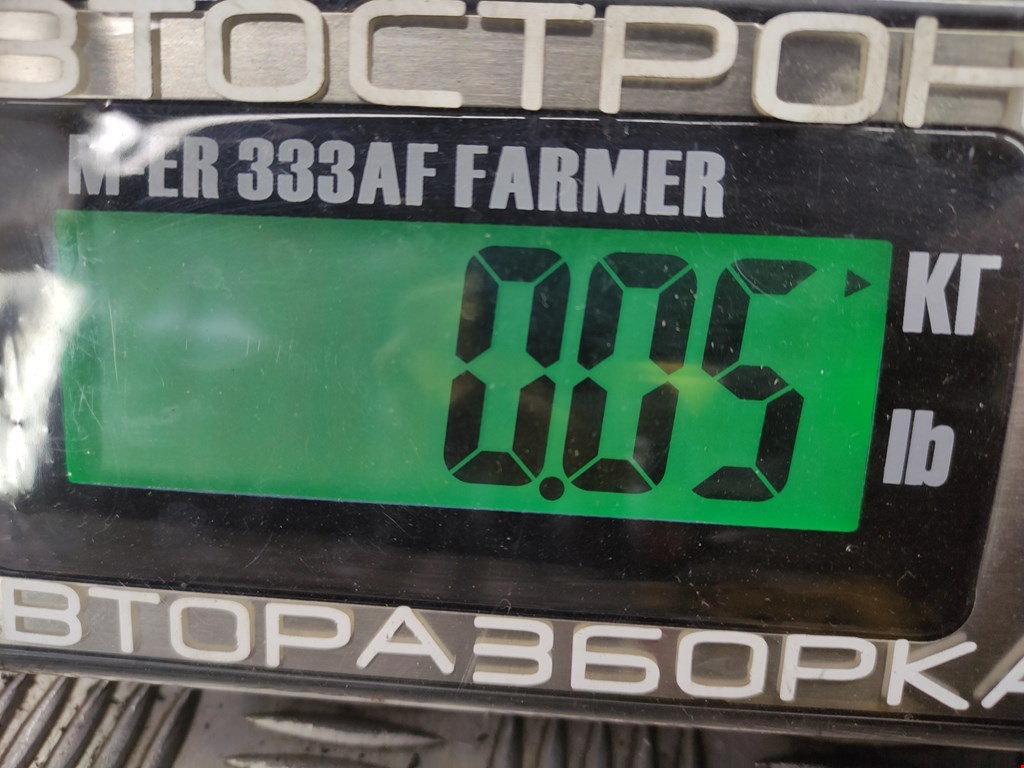 ВТОСТРОН
M-ER 333AF FARMER
0.05
КГ
lb
ВТОРАЗБОРКА